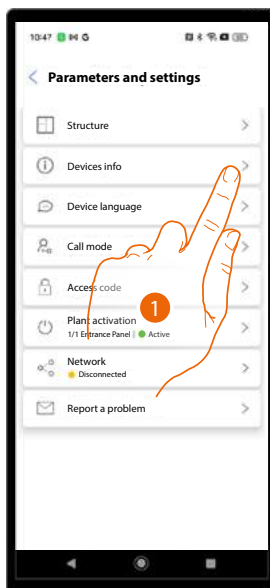 10:47
Parameters and settings
Structure
Devices info
Device language
Call mode
Access code
Plant activation
1/1 Entrance Panel | Active
Network
Disconnected
Report a problem
1